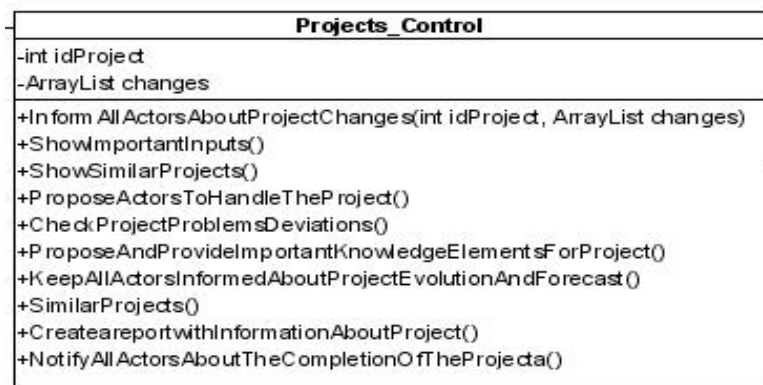 Projects_Control
-int idProject
-ArrayList changes
+InformAllActorsAboutProjectChanges(int idProject, ArrayList changes)
+ShowImportantInputs()
+ShowSimilarProjects()
+ProposeActorsToHandleTheProject()
+CheckProjectProblemsDeviations()
+ProposeAndProvideImportantKnowledgeElementsForProject()
+KeepAllActorsInformedAboutProjectEvolutionAndForecast()
+SimilarProjects()
+CreateareportwithInformationAboutProject()
+NotifyAllActorsAboutTheCompletionOfTheProjecta()